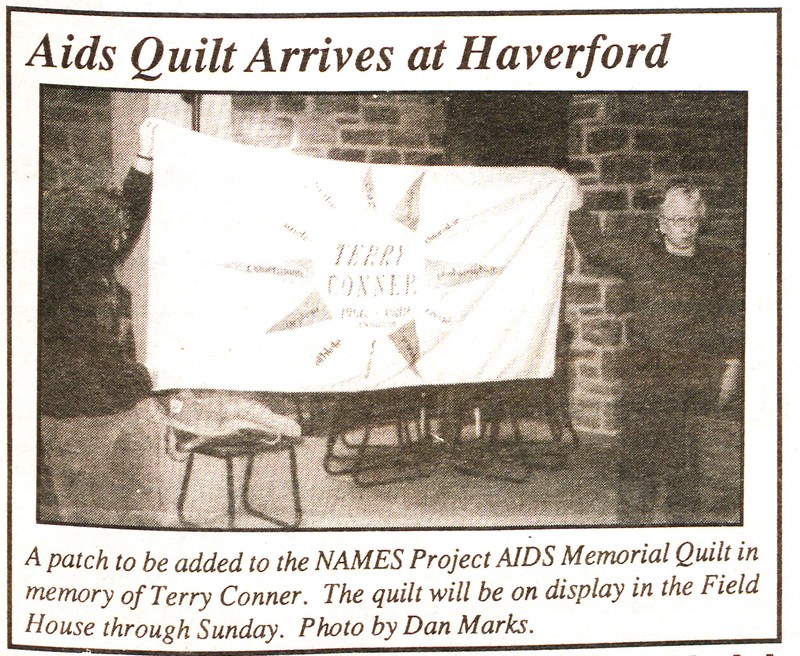 Aids Quilt Arrives at Haverford
TERRY
CONNER
A patch to be added to the NAMES Project AIDS Memorial Quilt in
memory of Terry Conner. The quilt will be on display in the Field
House through Sunday. Photo by Dan Marks.